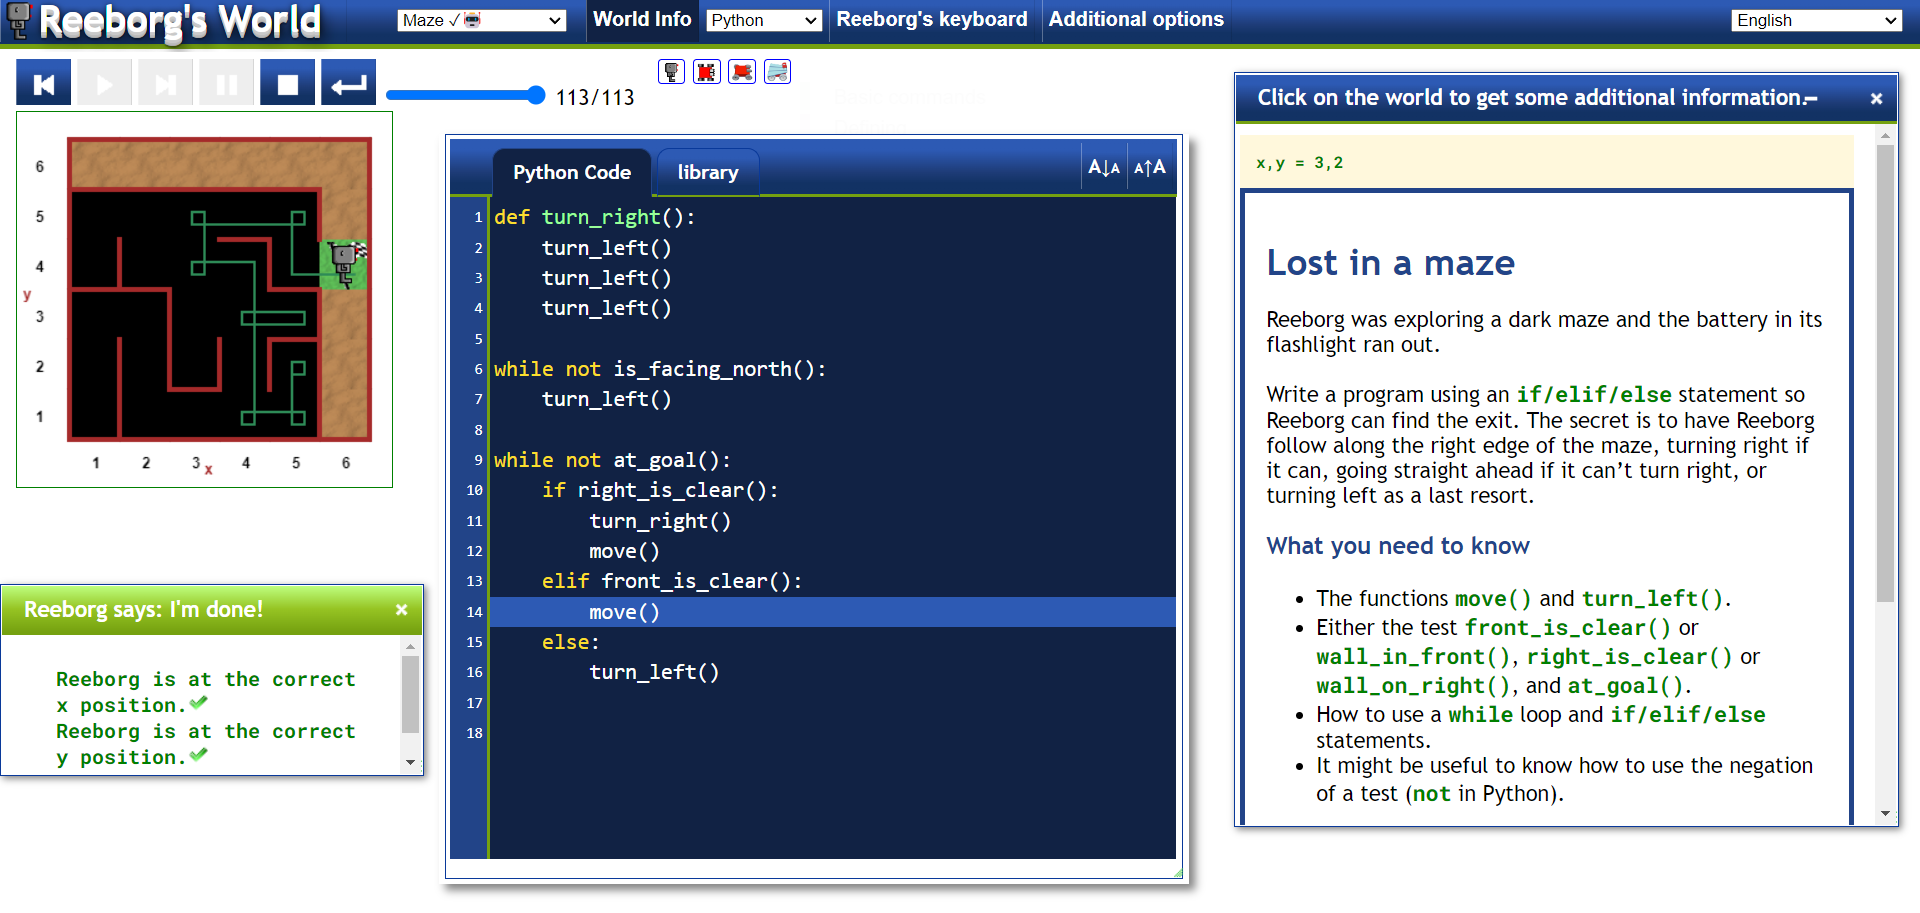 Reeborg's World
Maze ✓🤖
World Info
Python
Reeborg's keyboard
Additional options
English
113/113
6
5
4
y
3
2
1
1 2 3 x 4 5 6
Reeborg says: I'm done!
×
Reeborg is at the correct
x position.✔
Reeborg is at the correct
y position.✔
Python Code
library
A↓A A↑A
1 def turn_right():
2     turn_left()
3     turn_left()
4     turn_left()
5
6 while not is_facing_north():
7     turn_left()
8
9 while not at_goal():
10     if right_is_clear():
11         turn_right()
12         move()
13     elif front_is_clear():
14         move()
15     else:
16         turn_left()
17
18
Click on the world to get some additional information.
×
x,y = 3,2
Lost in a maze
Reeborg was exploring a dark maze and the battery in its
flashlight ran out.
Write a program using an if/elif/else statement so
Reeborg can find the exit. The secret is to have Reeborg
follow along the right edge of the maze, turning right if
it can, going straight ahead if it can’t turn right, or
turning left as a last resort.
What you need to know
• The functions move() and turn_left().
• Either the test front_is_clear() or
wall_in_front(), right_is_clear() or
wall_on_right(), and at_goal().
• How to use a while loop and if/elif/else
statements.
• It might be useful to know how to use the negation
of a test (not in Python).